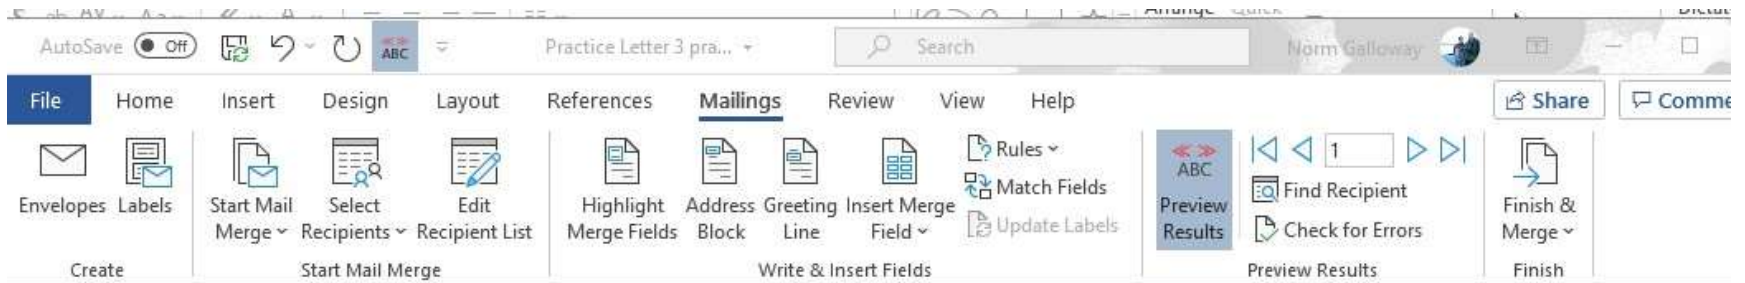 Arrange Quick
AutoSave Off ABC Practice Letter 3 pra... Search Norm Galloway
File Home Insert Design Layout References Mailings Review View Help Share Comme
Envelopes Labels Start Mail Merge Select Recipients Edit Recipient List Highlight Merge Fields Address Block Greeting Line Insert Merge Field Rules Match Fields Update Labels ABC Preview Results 1 Find Recipient Check for Errors Finish & Merge
Create Start Mail Merge Write & Insert Fields Preview Results Finish